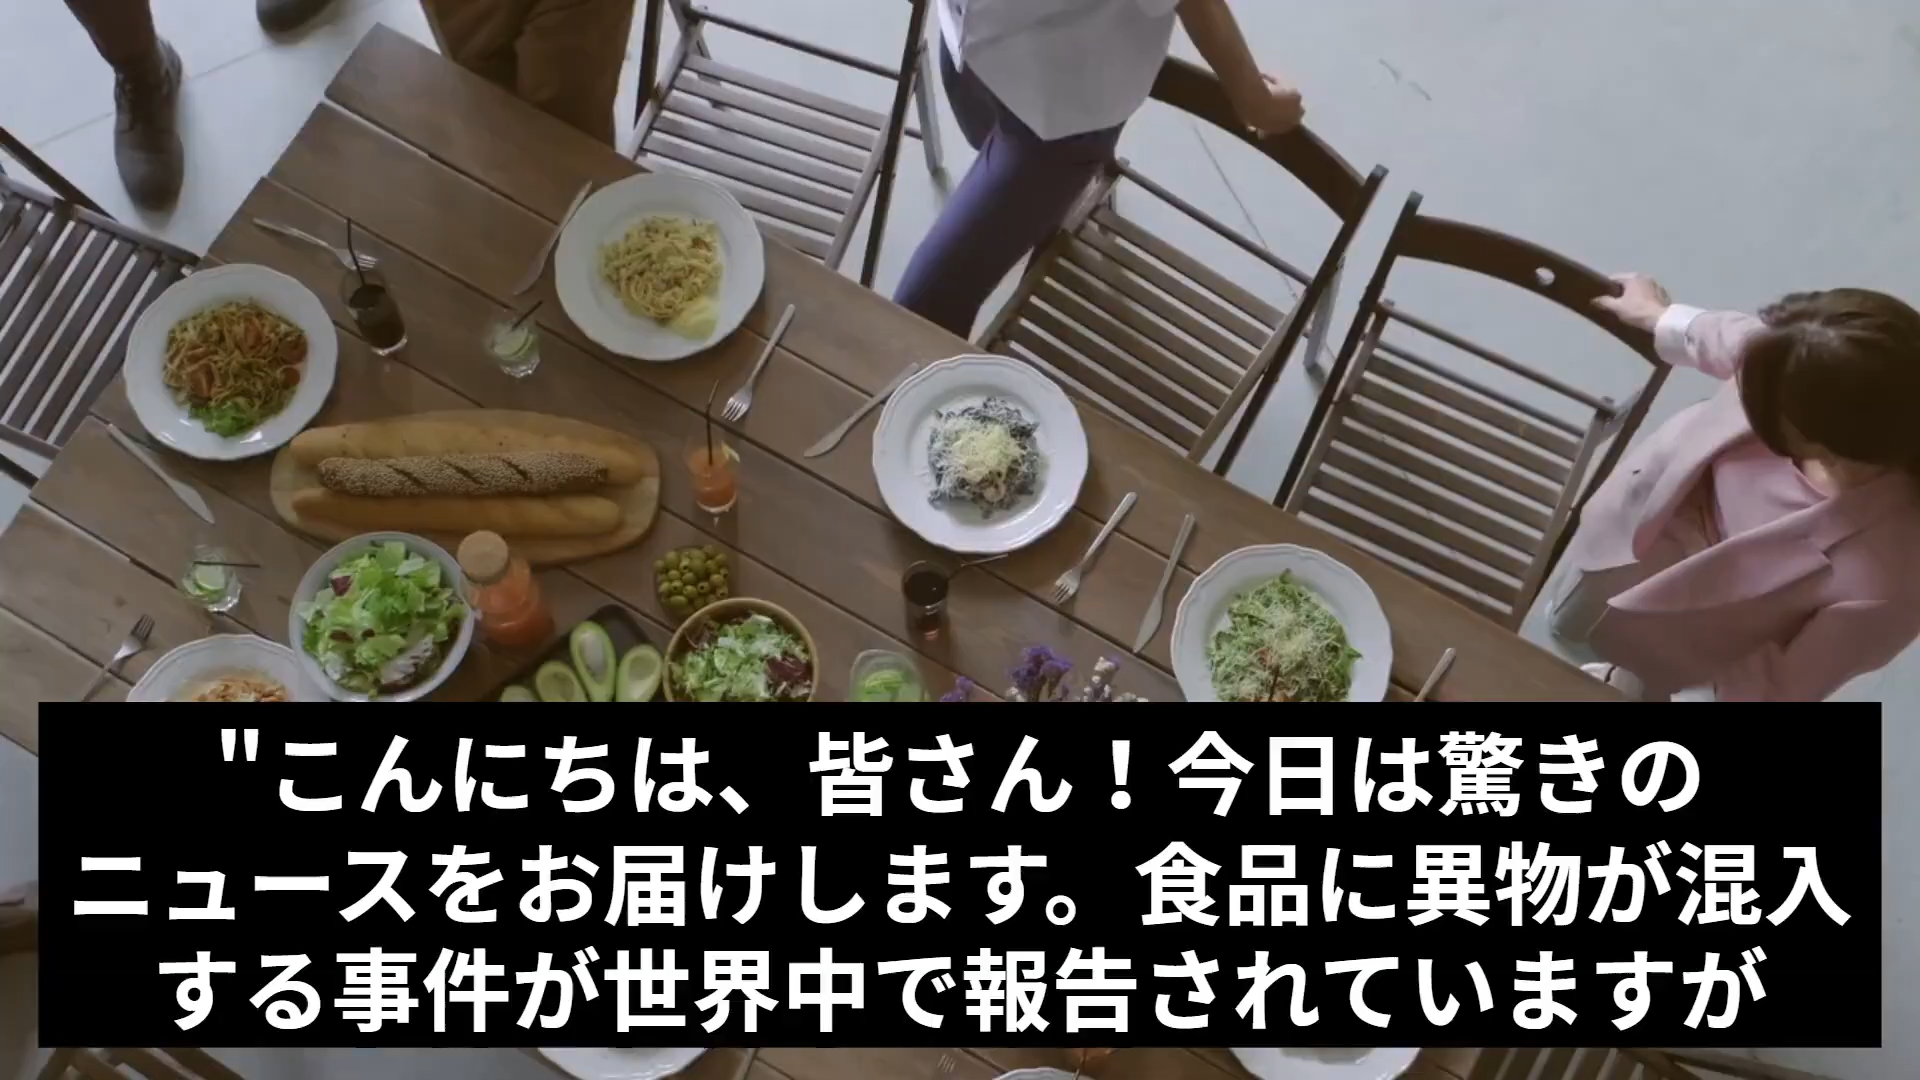 "こんにちは、皆さん！今日は驚きの
ニュースをお届けします。食品に異物が混入
する事件が世界中で報告されていますが